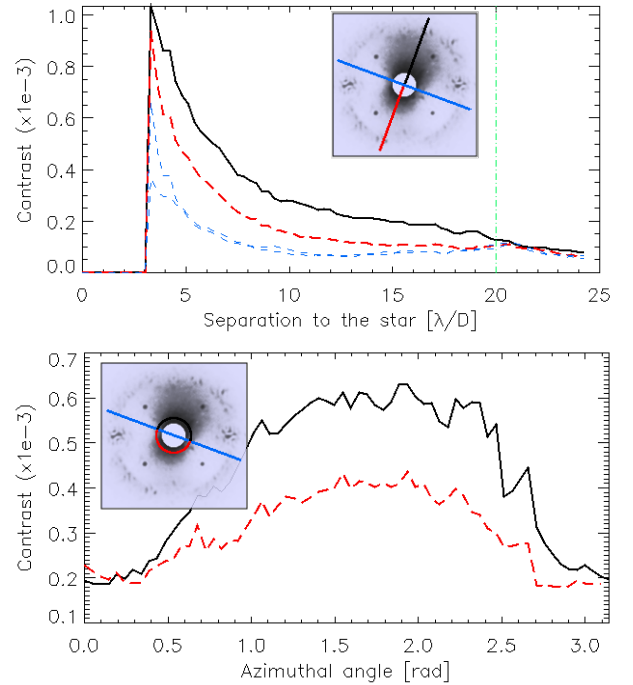 1.0
0.8
0.6
0.4
0.2
0.0
Contrast (×1e−3)
0 5 10 15 20 25
Separation to the star [λ/D]
0.7
0.6
0.5
0.4
0.3
0.2
0.1
Contrast (×1e−3)
0.0 0.5 1.0 1.5 2.0 2.5 3.0
Azimuthal angle [rad]